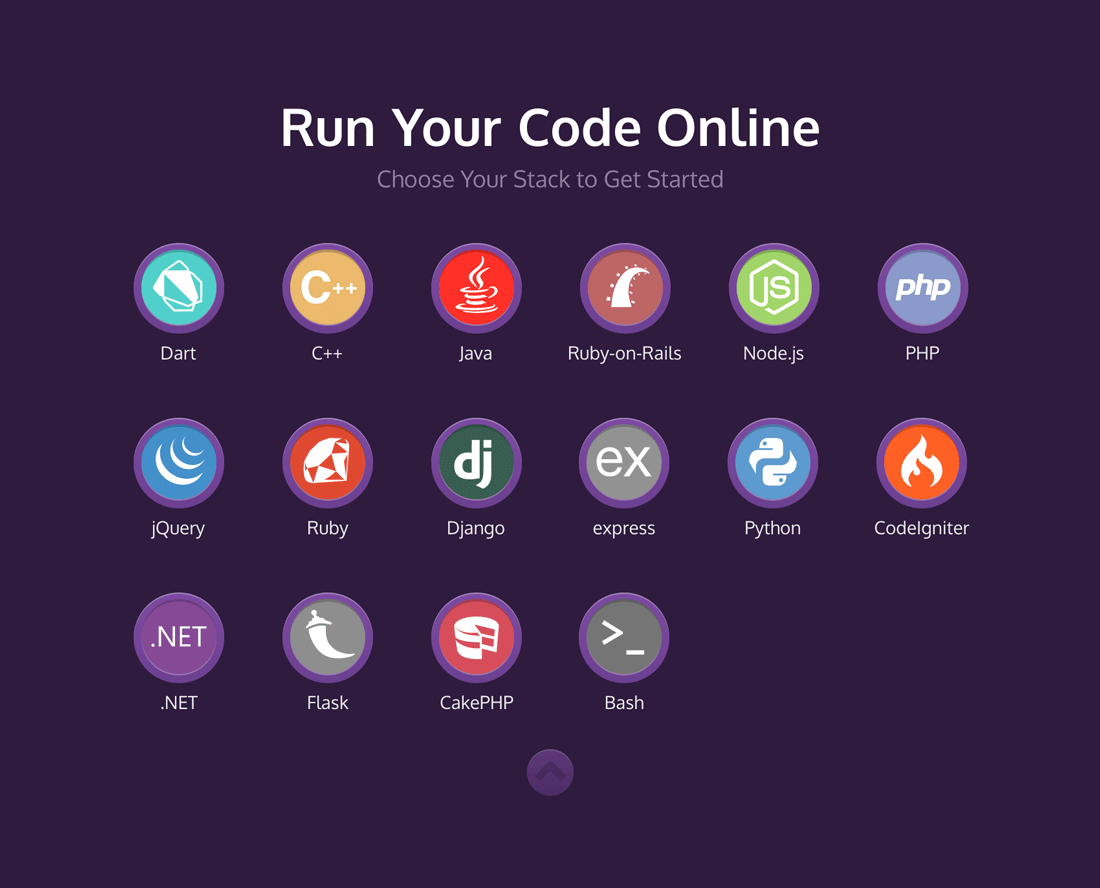 Run Your Code Online
Choose Your Stack to Get Started
C++ JS php
Dart C++ Java Ruby-on-Rails Node.js PHP
dj ex
jQuery Ruby Django express Python CodeIgniter
.NET >_
.NET Flask CakePHP Bash